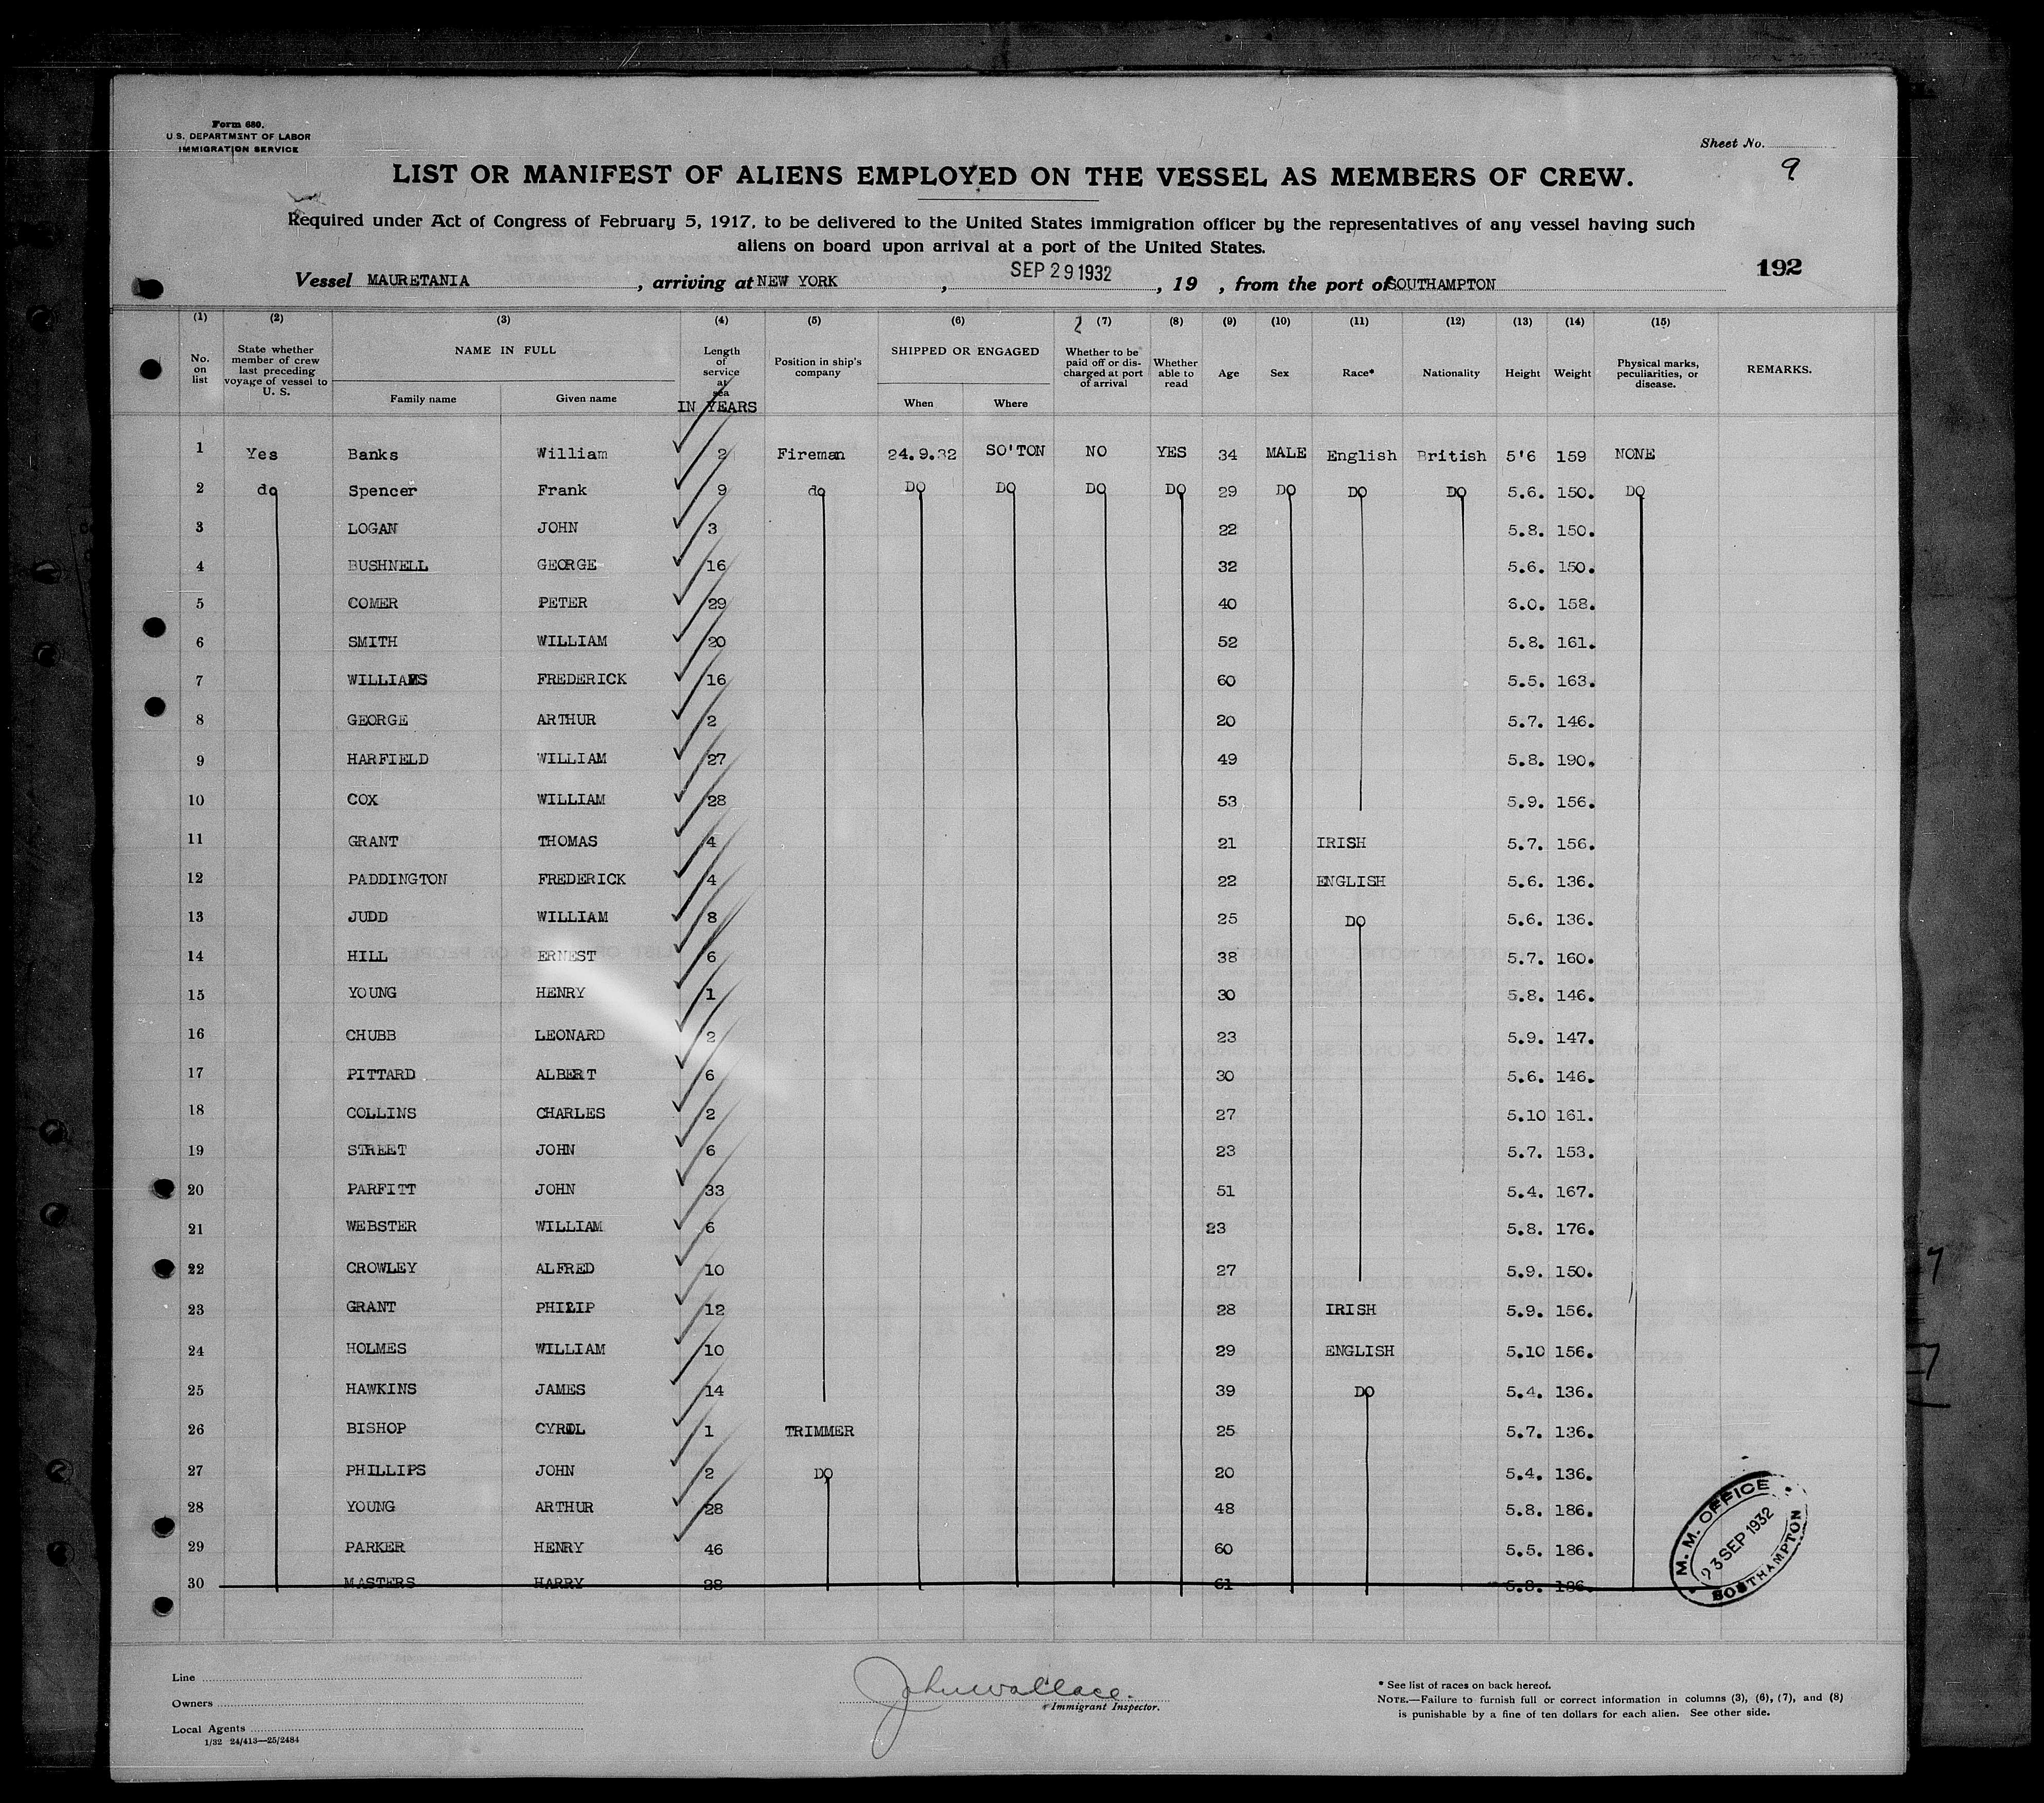 Form 680.
U.S. DEPARTMENT OF LABOR
IMMIGRATION SERVICE
Sheet No.
9
LIST OR MANIFEST OF ALIENS EMPLOYED ON THE VESSEL AS MEMBERS OF CREW.
Required under Act of Congress of February 5, 1917, to be delivered to the United States immigration officer by the representatives of any vessel having such
aliens on board upon arrival at a port of the United States.
192
Vessel MAURETANIA, arriving at NEW YORK, SEP 29 1932, 19 , from the port of SOUTHAMPTON
(1) (2) (3) (4) (5) (6) (7) (8) (9) (10) (11) (12) (13) (14) (15)
No. on list | State whether member of crew last preceding voyage of vessel to U. S. | NAME IN FULL Family name Given name | Length of service at sea IN YEARS | Position in ship's company | SHIPPED OR ENGAGED When Where | Whether to be paid off or discharged at port of arrival | Whether able to read | Age | Sex | Race* | Nationality | Height | Weight | Physical marks, peculiarities, or disease. | REMARKS.
1 Yes Banks William 2 Fireman 24.9.32 SO'TON NO YES 34 MALE English British 5'6 159 NONE
2 do Spencer Frank 9 do DO DO DO DO 29 DO DO DO 5.6. 150. DO
3 LOGAN JOHN 3 22 5.8. 150.
4 BUSHNELL GEORGE 16 32 5.6. 150.
5 COMER PETER 29 40 6.0. 158.
6 SMITH WILLIAM 20 52 5.8. 161.
7 WILLIAMS FREDERICK 16 60 5.5. 163.
8 GEORGE ARTHUR 2 20 5.7. 146.
9 HARFIELD WILLIAM 27 49 5.8. 190.
10 COX WILLIAM 28 53 5.9. 156.
11 GRANT THOMAS 4 21 IRISH 5.7. 156.
12 PADDINGTON FREDERICK 4 22 ENGLISH 5.6. 136.
13 JUDD WILLIAM 8 25 DO 5.6. 136.
14 HILL ERNEST 6 38 5.7. 160.
15 YOUNG HENRY 1 30 5.8. 146.
16 CHUBB LEONARD 2 23 5.9. 147.
17 PITTARD ALBERT 6 30 5.6. 146.
18 COLLINS CHARLES 2 27 5.10 161.
19 STREET JOHN 6 23 5.7. 153.
20 PARFITT JOHN 33 51 5.4. 167.
21 WEBSTER WILLIAM 6 23 5.8. 176.
22 CROWLEY ALFRED 10 27 5.9. 150.
23 GRANT PHILIP 12 28 IRISH 5.9. 156.
24 HOLMES WILLIAM 10 29 ENGLISH 5.10 156.
25 HAWKINS JAMES 14 39 DO 5.4. 136.
26 BISHOP CYRIL 1 TRIMMER 25 5.7. 136.
27 PHILLIPS JOHN 2 DO 20 5.4. 136.
28 YOUNG ARTHUR 28 48 5.8. 186.
29 PARKER HENRY 46 60 5.5. 186.
30 MASTERS HARRY 38 61 5.8. 186.
M. M. OFFICE
23 SEP 1932
SOUTHAMPTON
Line
Owners
Local Agents
1/32 24/413—25/2484
John Wallace.
Immigrant Inspector.
* See list of races on back hereof.
NOTE.—Failure to furnish full or correct information in columns (3), (6), (7), and (8)
is punishable by a fine of ten dollars for each alien. See other side.